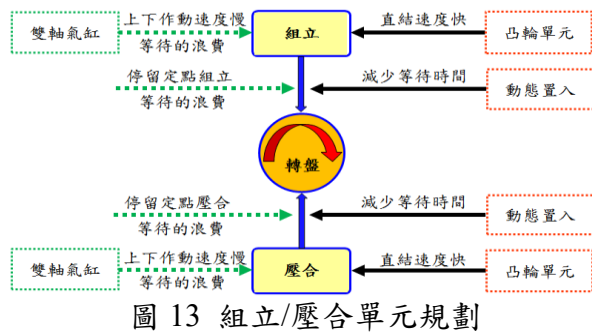 雙軸氣缸
上下作動速度慢
等待的浪費
組立
直結速度快
凸輪單元
停留定點組立
等待的浪費
減少等待時間
動態置入
轉盤
停留定點壓合
等待的浪費
減少等待時間
動態置入
雙軸氣缸
上下作動速度慢
等待的浪費
壓合
直結速度快
凸輪單元
圖 13 組立/壓合單元規劃